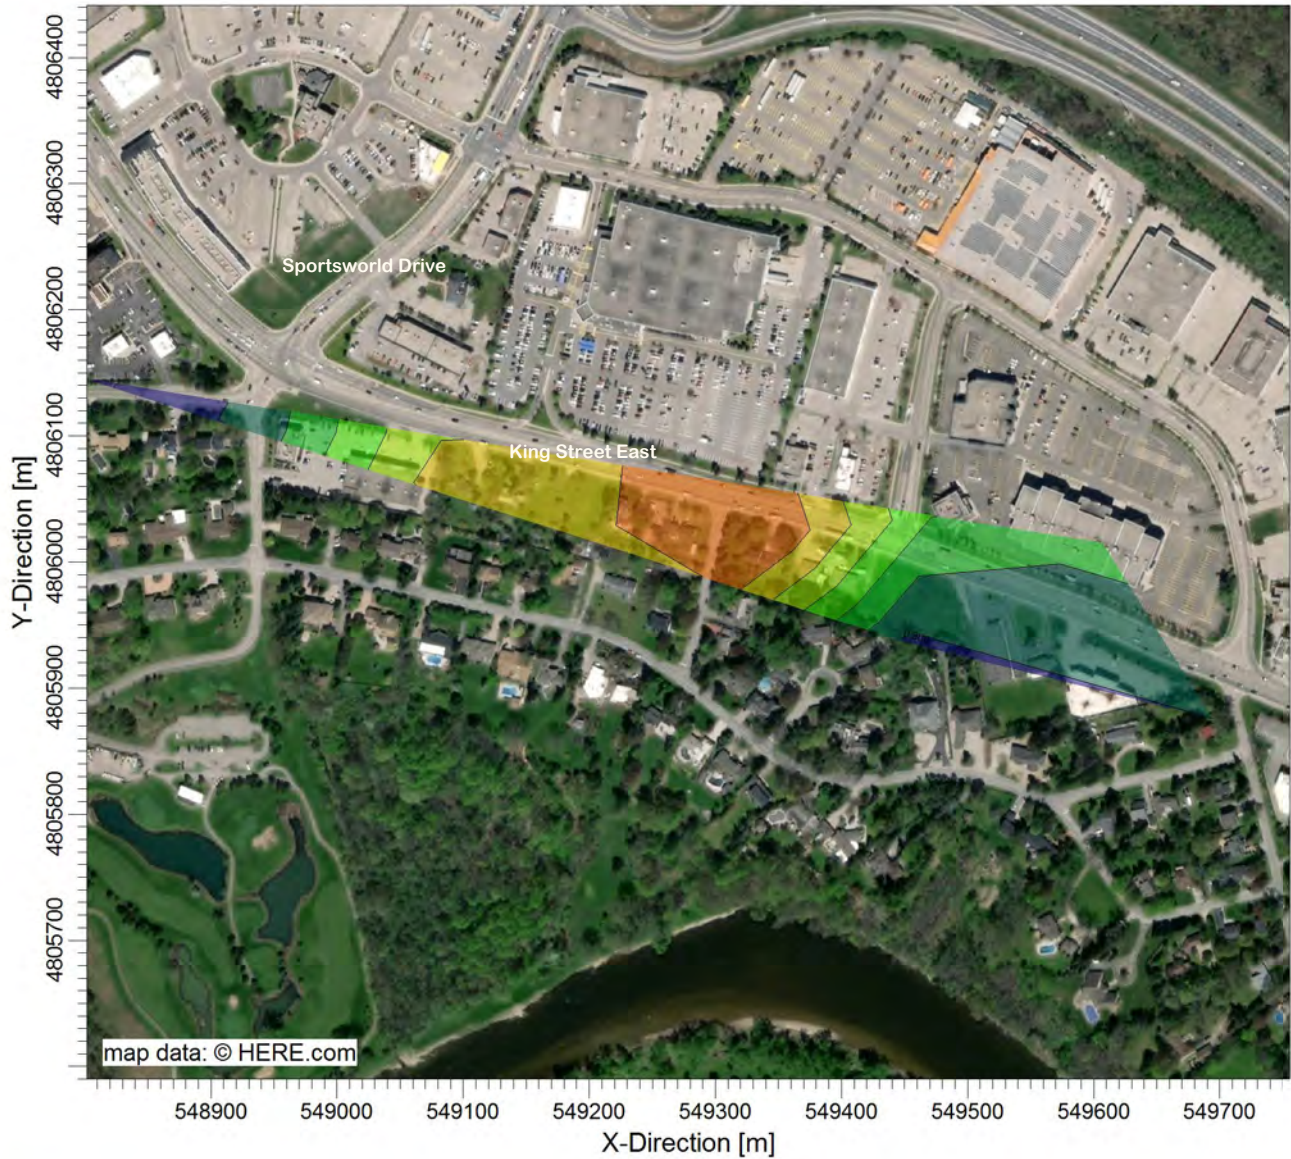 4806400
4806300
4806200
4806100
4806000
4805900
4805800
4805700
Y-Direction [m]
Sportsworld Drive
King Street East
map data: © HERE.com
548900 549000 549100 549200 549300 549400 549500 549600 549700
X-Direction [m]